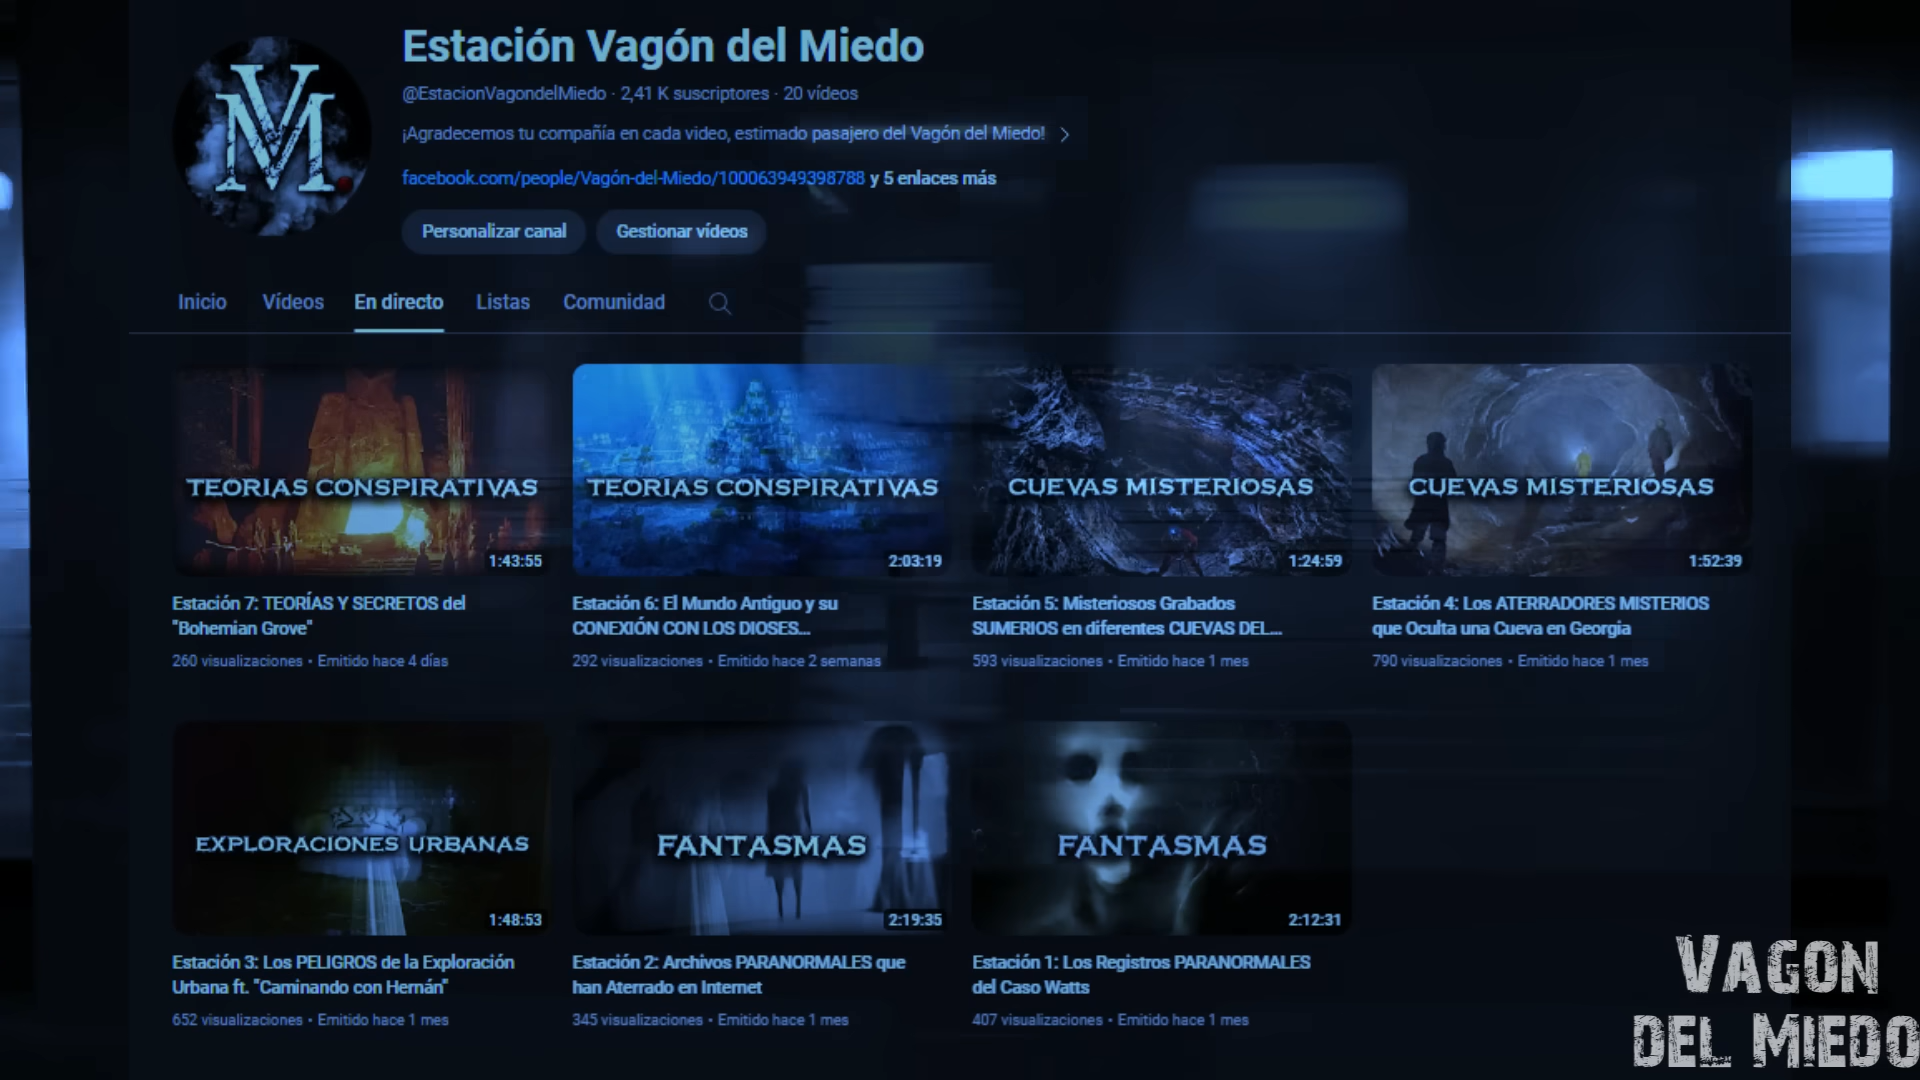 Estación Vagón del Miedo
@EstacionVagondelMiedo · 2,41 K suscriptores · 20 vídeos
¡Agradecemos tu compañía en cada video, estimado pasajero del Vagón del Miedo!
facebook.com/people/Vagón-del-Miedo/100063949398788 y 5 enlaces más
Personalizar canal Gestionar vídeos
Inicio Vídeos En directo Listas Comunidad
TEORIAS CONSPIRATIVAS
1:43:55
Estación 7: TEORÍAS Y SECRETOS del
"Bohemian Grove"
260 visualizaciones • Emitido hace 4 días
TEORIAS CONSPIRATIVAS
2:03:19
Estación 6: El Mundo Antiguo y su
CONEXIÓN CON LOS DIOSES...
292 visualizaciones • Emitido hace 2 semanas
CUEVAS MISTERIOSAS
1:24:59
Estación 5: Misteriosos Grabados
SUMERIOS en diferentes CUEVAS DEL...
593 visualizaciones • Emitido hace 1 mes
CUEVAS MISTERIOSAS
1:52:39
Estación 4: Los ATERRADORES MISTERIOS
que Oculta una Cueva en Georgia
790 visualizaciones • Emitido hace 1 mes
EXPLORACIONES URBANAS
1:48:53
Estación 3: Los PELIGROS de la Exploración
Urbana ft. "Caminando con Hernán"
652 visualizaciones • Emitido hace 1 mes
FANTASMAS
2:19:35
Estación 2: Archivos PARANORMALES que
han Aterrado en Internet
345 visualizaciones • Emitido hace 1 mes
FANTASMAS
2:12:31
Estación 1: Los Registros PARANORMALES
del Caso Watts
407 visualizaciones • Emitido hace 1 mes
VAGON
DEL MIEDO
VM